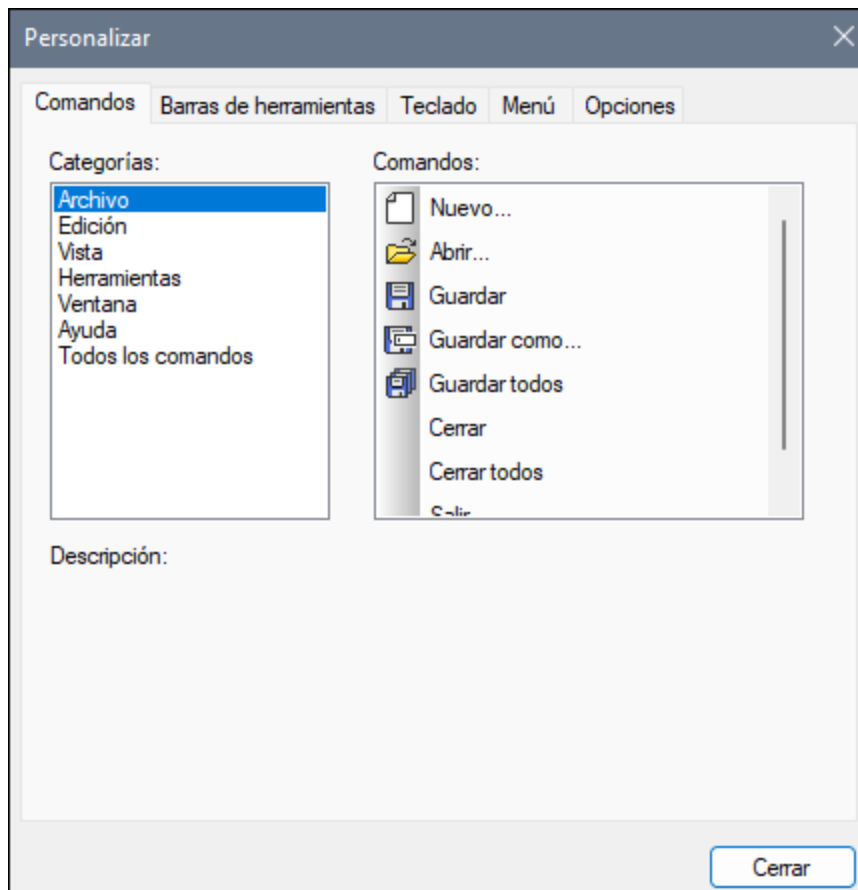 Personalizar
Comandos Barras de herramientas Teclado Menú Opciones
Categorías:
Archivo
Edición
Vista
Herramientas
Ventana
Ayuda
Todos los comandos
Comandos:
Nuevo...
Abrir...
Guardar
Guardar como...
Guardar todos
Cerrar
Cerrar todos
Salir
Descripción:
Cerrar